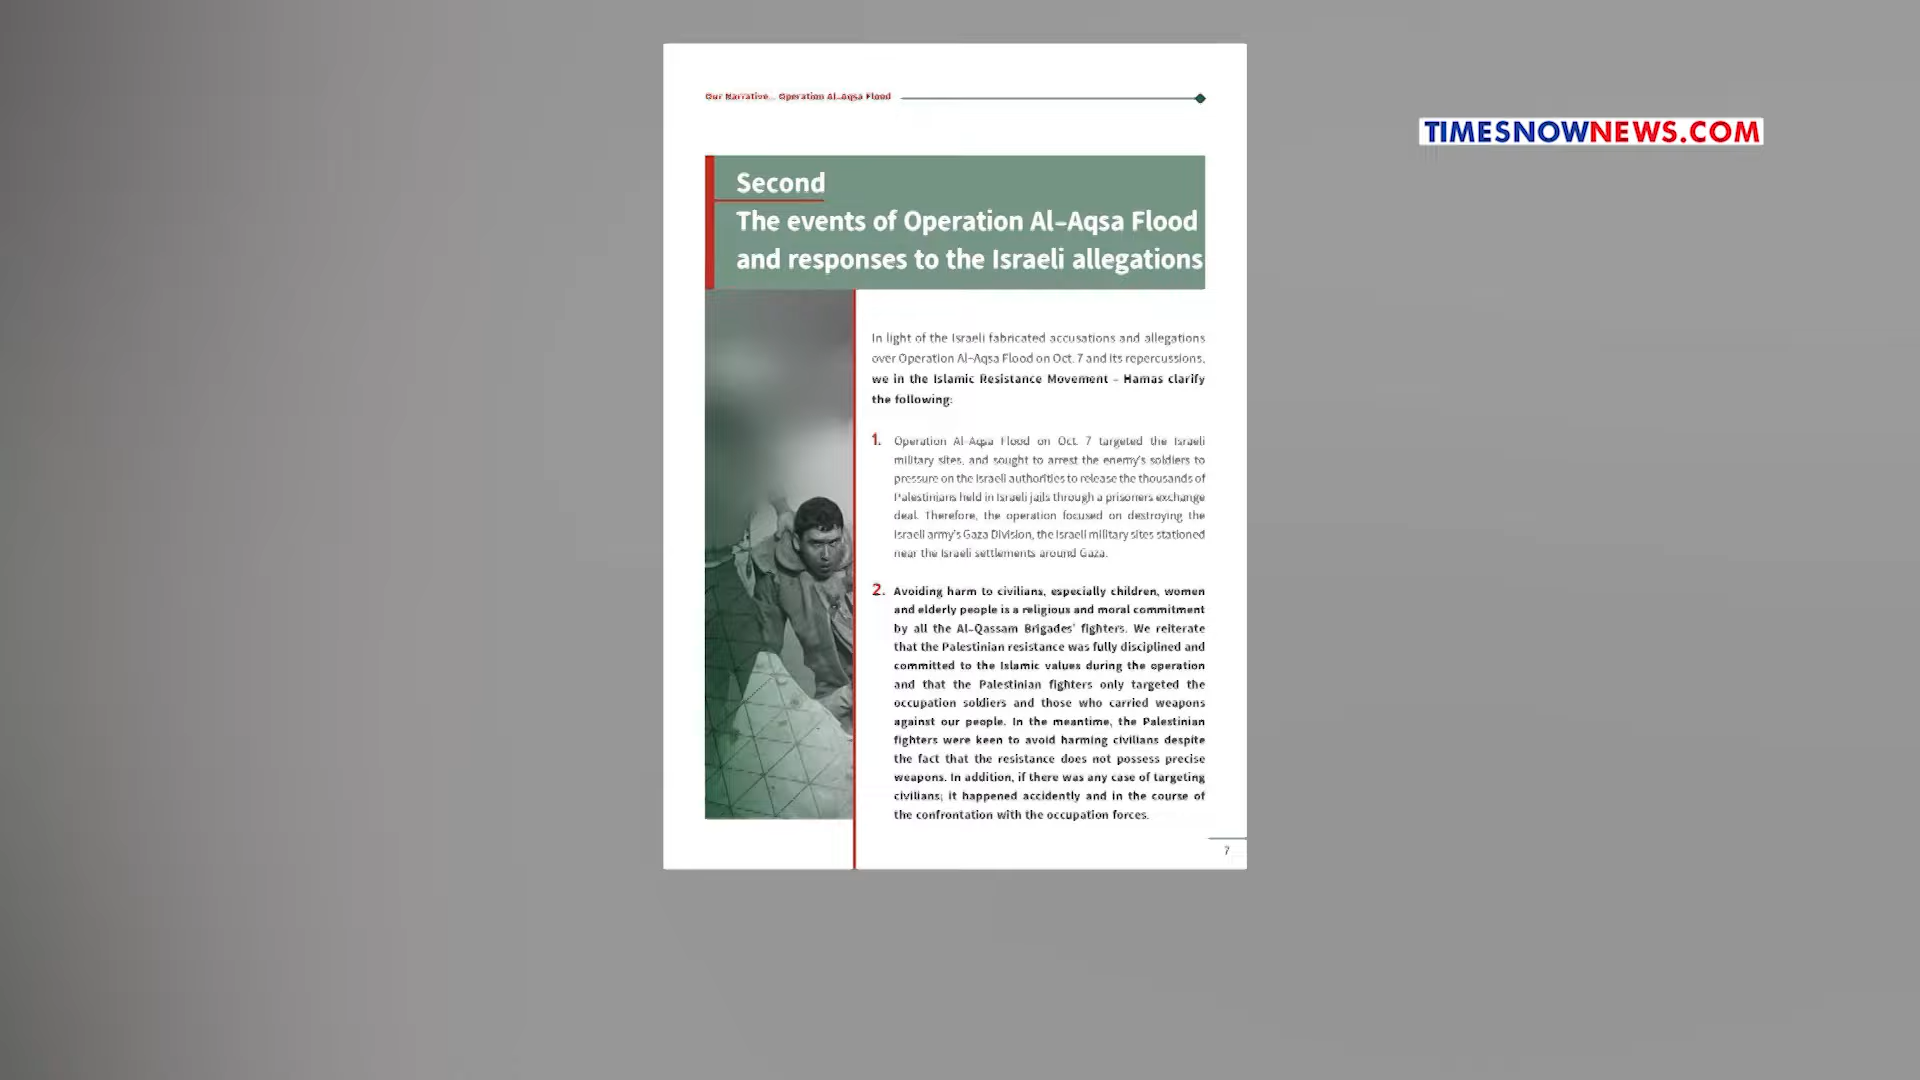 Our Narrative... Operation Al-Aqsa Flood
TIMESNOWNEWS.COM
Second
The events of Operation Al-Aqsa Flood
and responses to the Israeli allegations
In light of the Israeli fabricated accusations and allegations
over Operation Al-Aqsa Flood on Oct. 7 and its repercussions,
we in the Islamic Resistance Movement - Hamas clarify
the following:
1. Operation Al-Aqsa Flood on Oct. 7 targeted the Israeli
military sites, and sought to arrest the enemy's soldiers to
pressure on the Israeli authorities to release the thousands of
Palestinians held in Israeli jails through a prisoners exchange
deal. Therefore, the operation focused on destroying the
Israeli army's Gaza Division, the Israeli military sites stationed
near the Israeli settlements around Gaza.
2. Avoiding harm to civilians, especially children, women
and elderly people is a religious and moral commitment
by all the Al-Qassam Brigades' fighters. We reiterate
that the Palestinian resistance was fully disciplined and
committed to the Islamic values during the operation
and that the Palestinian fighters only targeted the
occupation soldiers and those who carried weapons
against our people. In the meantime, the Palestinian
fighters were keen to avoid harming civilians despite
the fact that the resistance does not possess precise
weapons. In addition, if there was any case of targeting
civilians; it happened accidently and in the course of
the confrontation with the occupation forces.
7